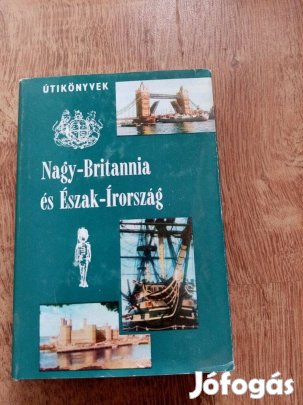 ÚTIKÖNYVEK
Nagy-Britannia
és Észak-Írország
Jófogás